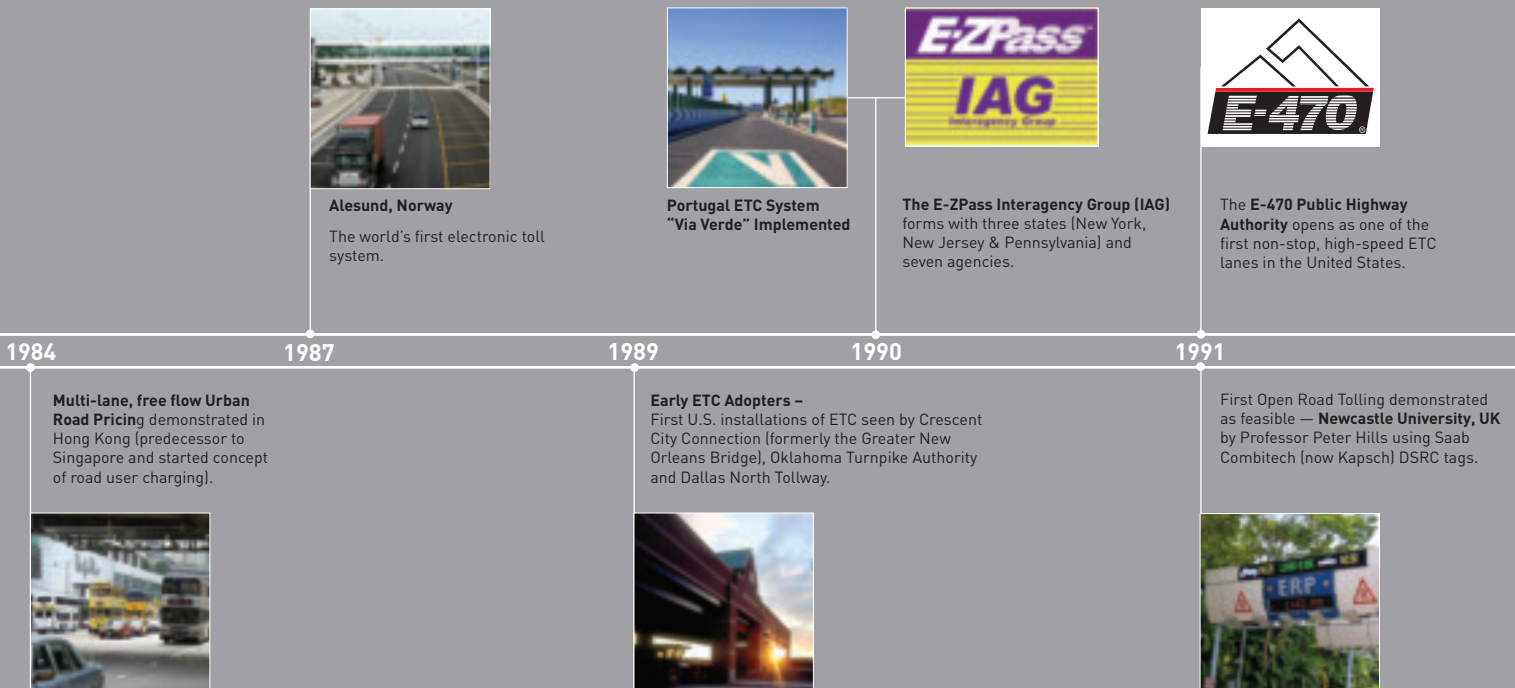 E-ZPass
IAG
Interagency Group
E-470
®
Alesund, Norway
The world's first electronic toll
system.
Portugal ETC System
“Via Verde” Implemented
The E-ZPass Interagency Group (IAG)
forms with three states (New York,
New Jersey & Pennsylvania) and
seven agencies.
The E-470 Public Highway
Authority opens as one of the
first non-stop, high-speed ETC
lanes in the United States.
1984
1987
1989
1990
1991
Multi-lane, free flow Urban
Road Pricing demonstrated in
Hong Kong (predecessor to
Singapore and started concept
of road user charging).
Early ETC Adopters –
First U.S. installations of ETC seen by Crescent
City Connection (formerly the Greater New
Orleans Bridge), Oklahoma Turnpike Authority
and Dallas North Tollway.
First Open Road Tolling demonstrated
as feasible — Newcastle University, UK
by Professor Peter Hills using Saab
Combitech (now Kapsch) DSRC tags.
ERP